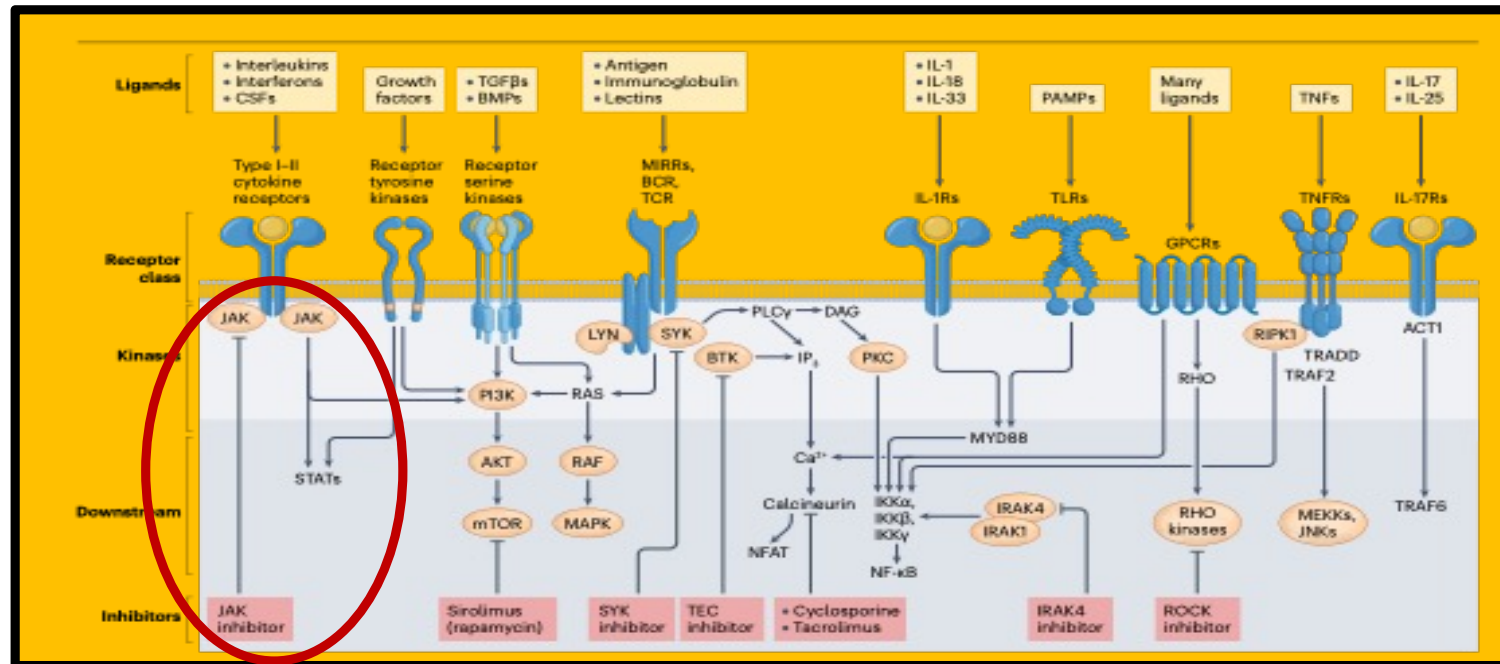 Ligands
• Interleukins
• Interferons
• CSFs
Growth
factors
• TGFβs
• BMPs
• Antigen
• Immunoglobulin
• Lectins
• IL-1
• IL-18
• IL-33
PAMPs
Many
ligands
TNFs
• IL-17
• IL-25
Type I–II
cytokine
receptors
Receptor
tyrosine
kinases
Receptor
serine
kinases
MIRRs,
BCR,
TCR
IL-1Rs
TLRs
GPCRs
TNFRs
IL-17Rs
Receptor
class
Kinases
JAK
JAK
LYN
SYK
BTK
PLCγ
DAG
IP₃
PKC
PI3K
RAS
RHO
RIPK1
TRADD
TRAF2
ACT1
Downstream
STATs
AKT
RAF
mTOR
MAPK
Ca²⁺
Calcineurin
NFAT
MYD88
IKKα,
IKKβ,
IKKγ
NF-κB
IRAK4
IRAK1
RHO
kinases
MEKKs,
JNKs
TRAF6
Inhibitors
JAK
inhibitor
Sirolimus
(rapamycin)
SYK
inhibitor
TEC
inhibitor
• Cyclosporine
• Tacrolimus
IRAK4
inhibitor
ROCK
inhibitor